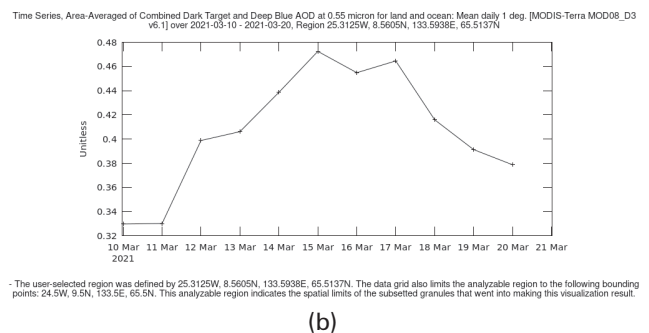 Time Series, Area-Averaged of Combined Dark Target and Deep Blue AOD at 0.55 micron for land and ocean: Mean daily 1 deg. [MODIS-Terra MOD08_D3
v6.1] over 2021-03-10 - 2021-03-20, Region 25.3125W, 8.5605N, 133.5938E, 65.5137N
0.48
0.46
0.44
0.42
0.4
0.38
0.36
0.34
0.32
Unitless
10 Mar 11 Mar 12 Mar 13 Mar 14 Mar 15 Mar 16 Mar 17 Mar 18 Mar 19 Mar 20 Mar 21 Mar
2021
- The user-selected region was defined by 25.3125W, 8.5605N, 133.5938E, 65.5137N. The data grid also limits the analyzable region to the following bounding
points: 24.5W, 9.5N, 133.5E, 65.5N. This analyzable region indicates the spatial limits of the subsetted granules that went into making this visualization result.
(b)